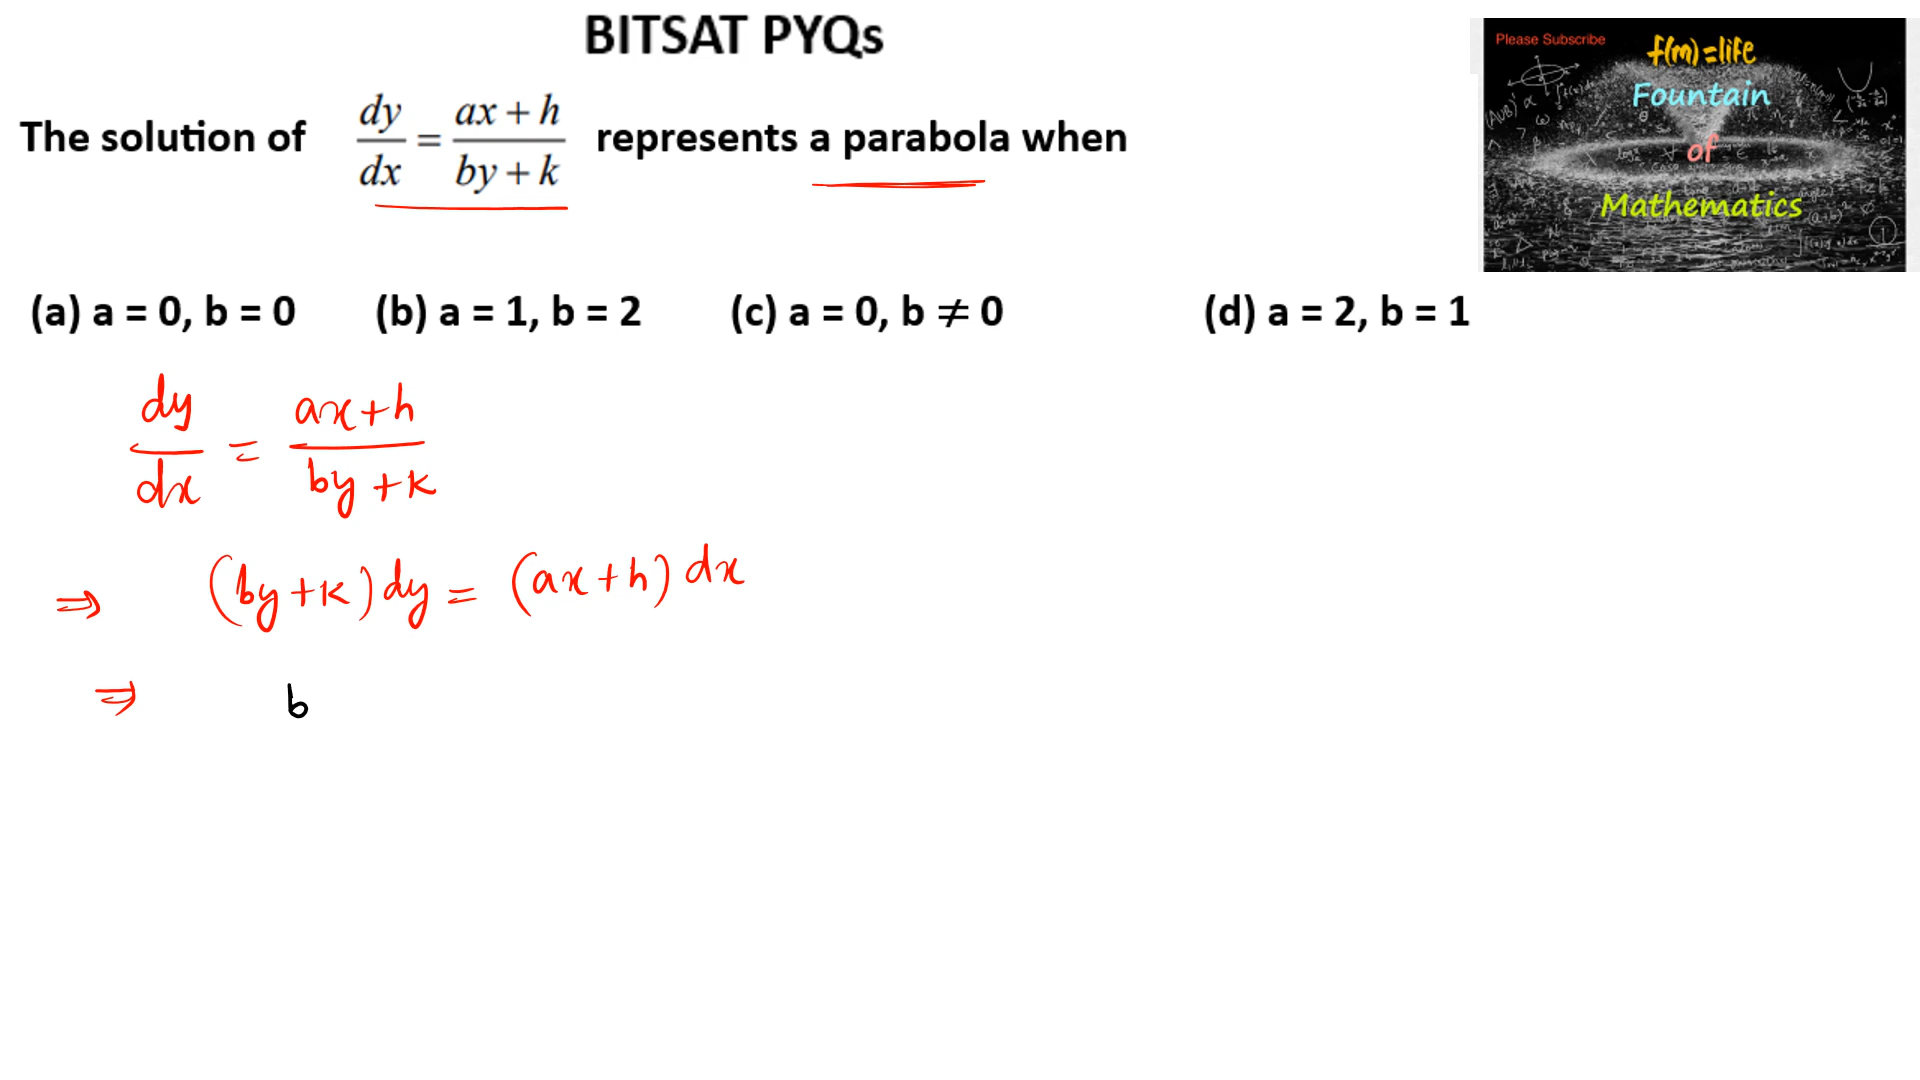 BITSAT PYQs
Please Subscribe
f(m)=life
Fountain
of
Mathematics
The solution of dy/dx = (ax + h)/(by + k) represents a parabola when
(a) a = 0, b = 0 (b) a = 1, b = 2 (c) a = 0, b ≠ 0 (d) a = 2, b = 1
dy/dx = (ax+h)/(by+k)
⇒ (by+k) dy = (ax+h) dx
⇒ b